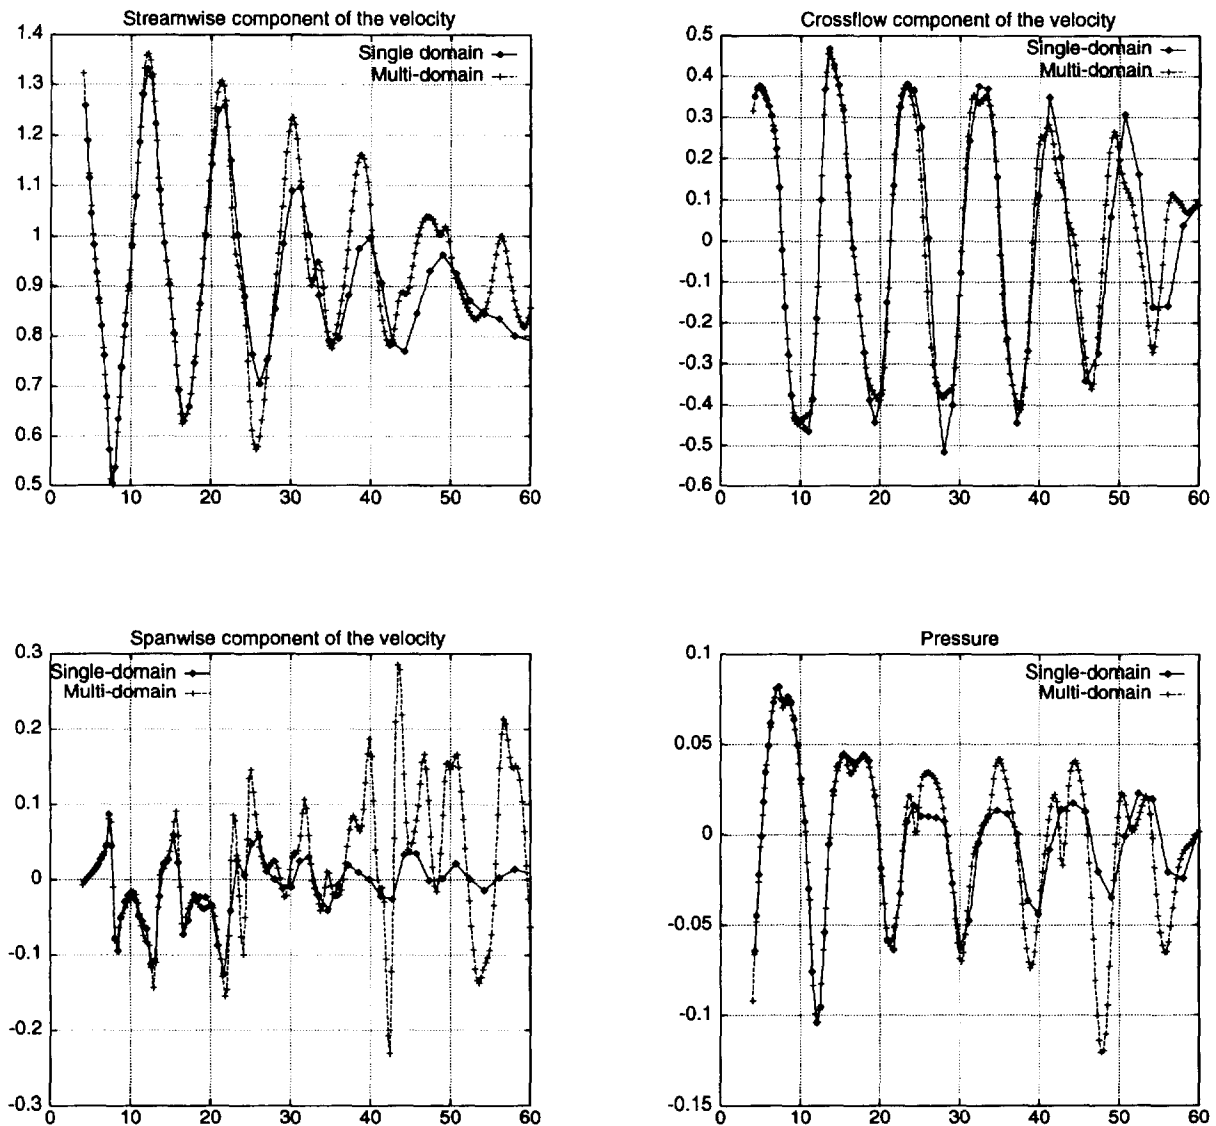 Streamwise component of the velocity
1.4
1.3
1.2
1.1
1
0.9
0.8
0.7
0.6
0.5
Single domain
Multi-domain
0 10 20 30 40 50 60
Crossflow component of the velocity
0.5
0.4
0.3
0.2
0.1
0
-0.1
-0.2
-0.3
-0.4
-0.5
-0.6
Single-domain
Multi-domain
0 10 20 30 40 50 60
Spanwise component of the velocity
0.3
0.2
0.1
0
-0.1
-0.2
-0.3
Single-domain
Multi-domain
0 10 20 30 40 50 60
Pressure
0.1
0.05
0
-0.05
-0.1
-0.15
Single-domain
Multi-domain
0 10 20 30 40 50 60